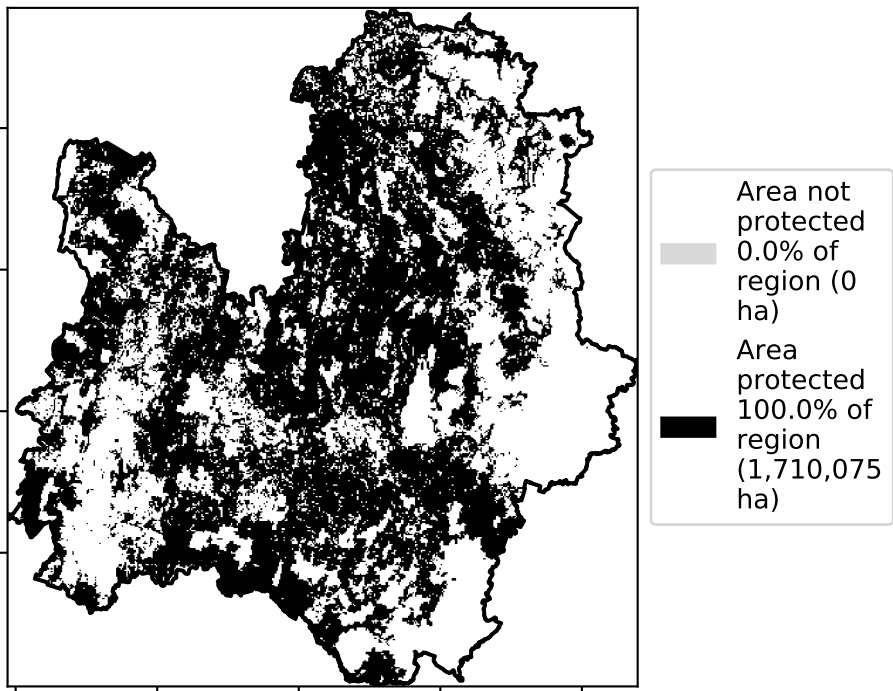 Area not
protected
0.0% of
region (0
ha)
Area
protected
100.0% of
region
(1,710,075
ha)